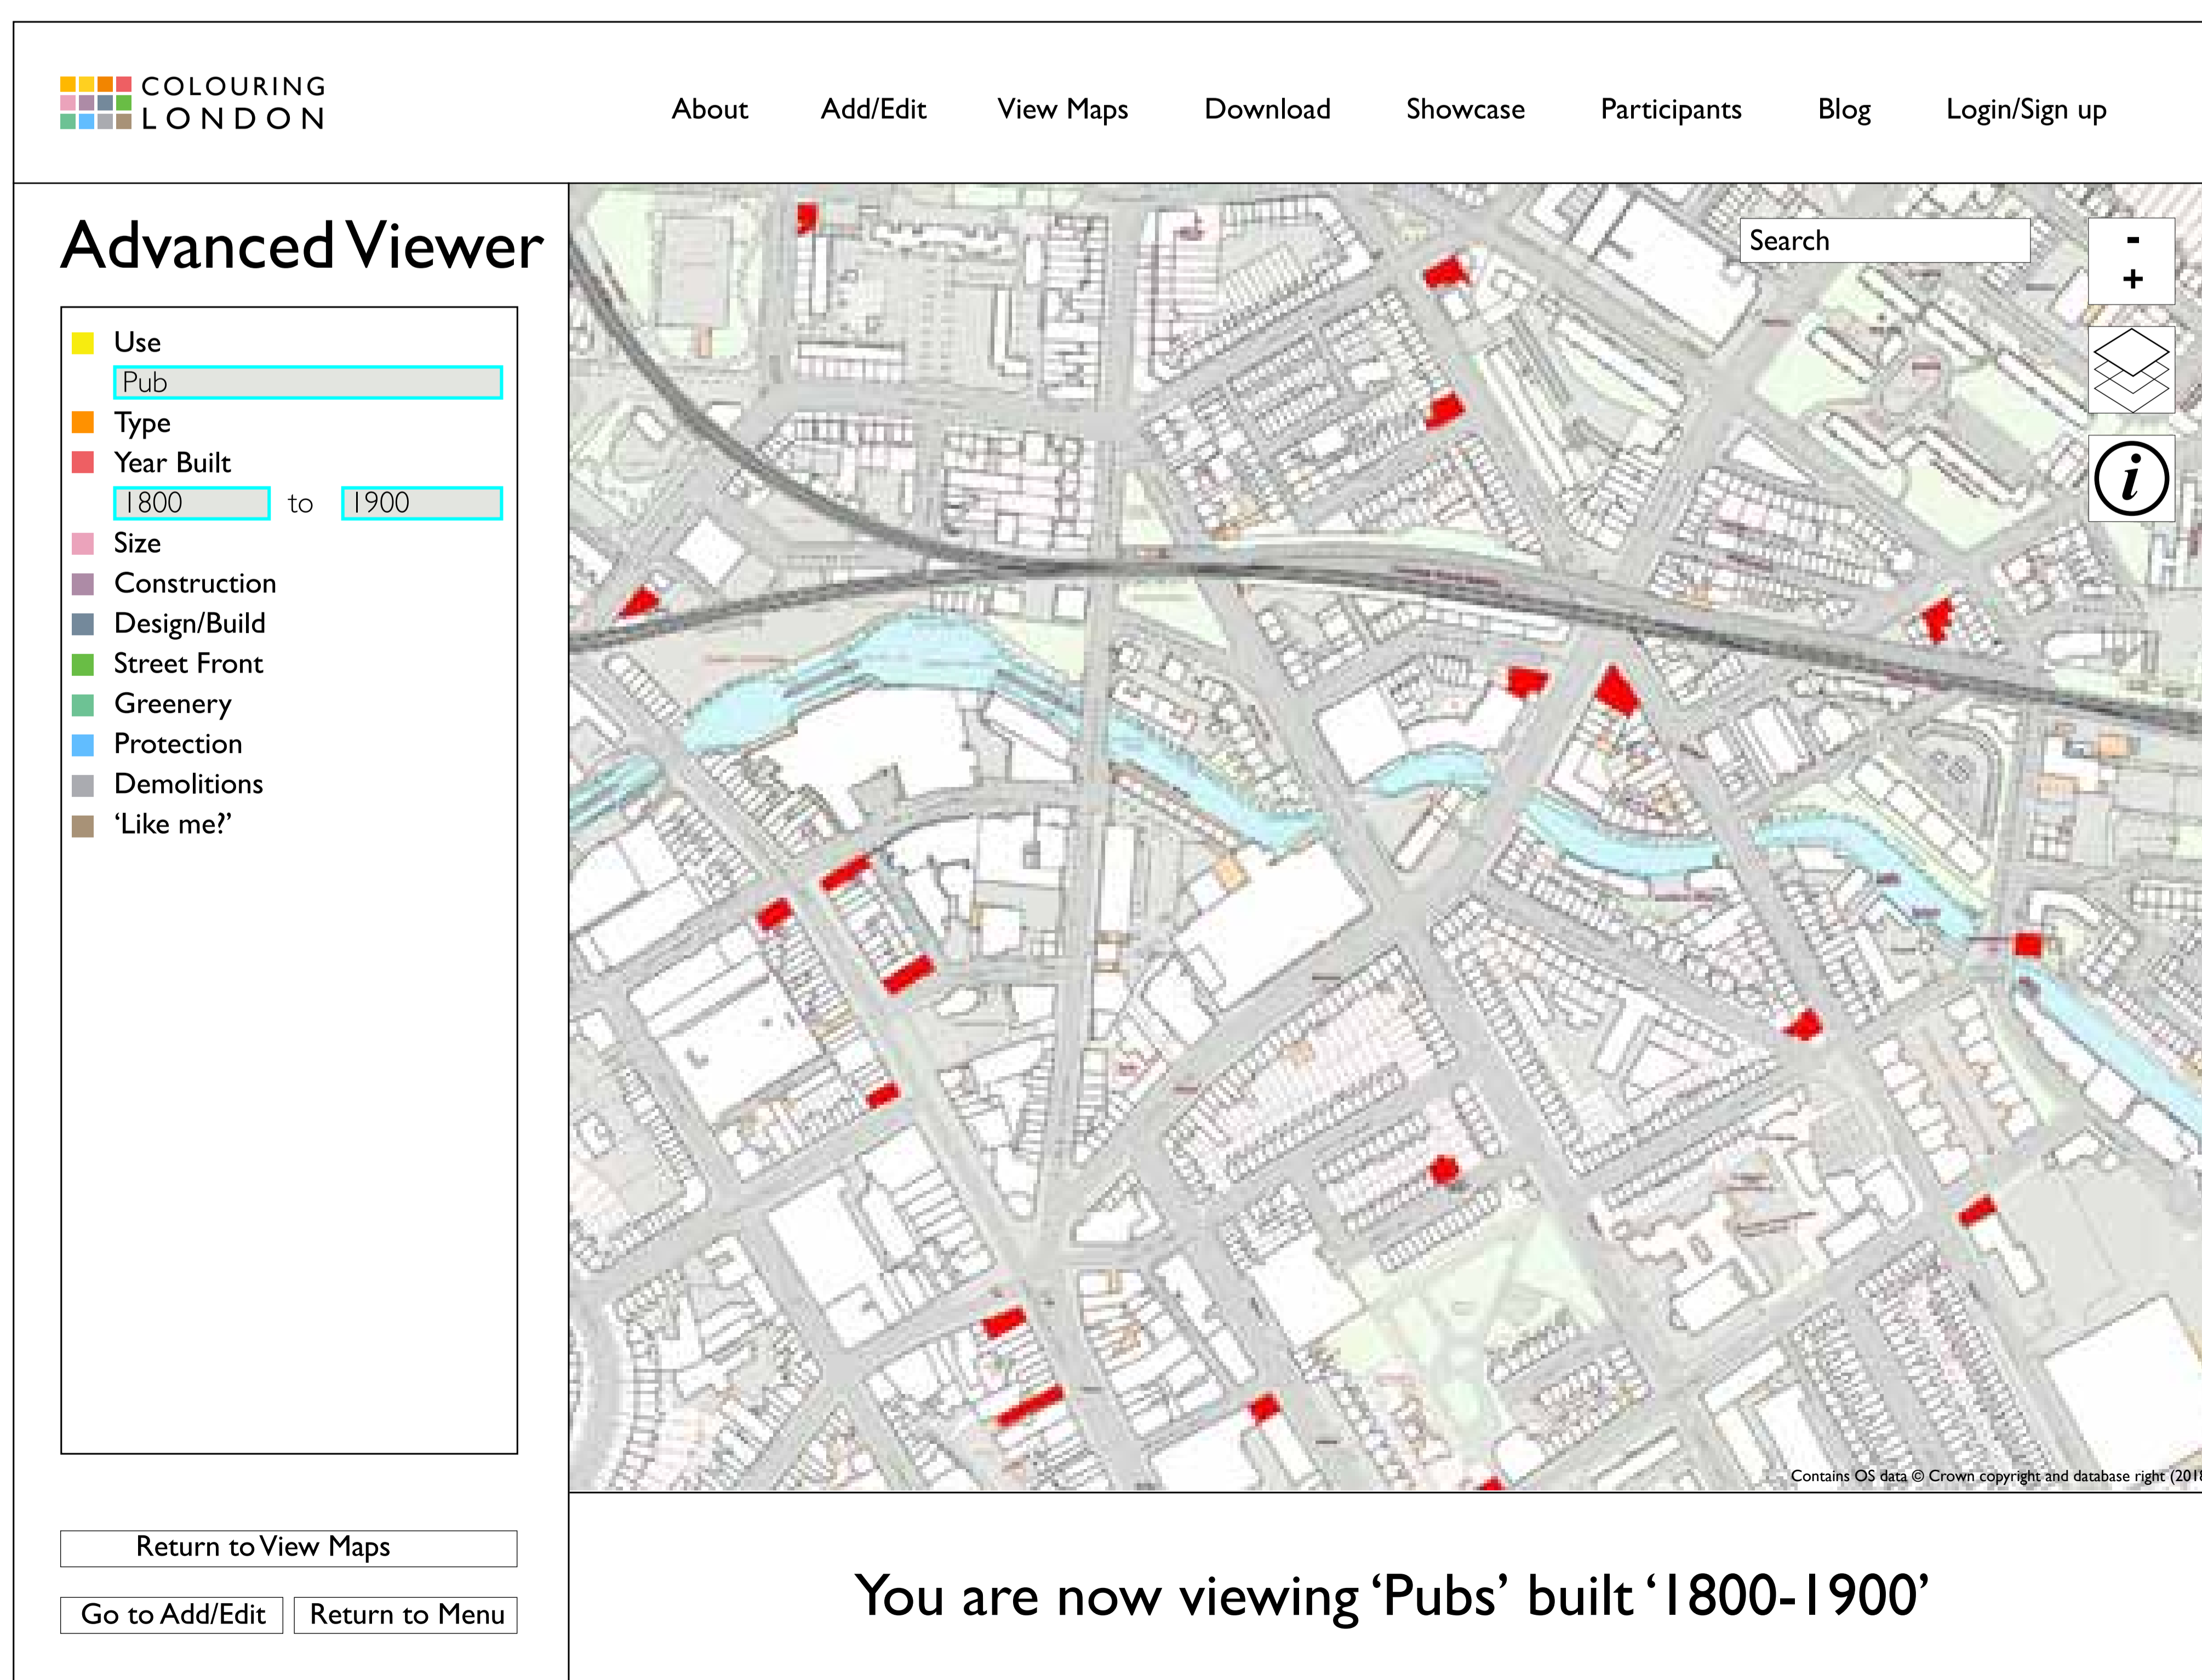 COLOURING
LONDON
About Add/Edit View Maps Download Showcase Participants Blog Login/Sign up
Advanced Viewer
Use
Pub
Type
Year Built
1800 to 1900
Size
Construction
Design/Build
Street Front
Greenery
Protection
Demolitions
‘Like me?’
Return to View Maps
Go to Add/Edit Return to Menu
Search
-
+
i
Contains OS data © Crown copyright and database right (2018
You are now viewing ‘Pubs’ built ‘1800-1900’